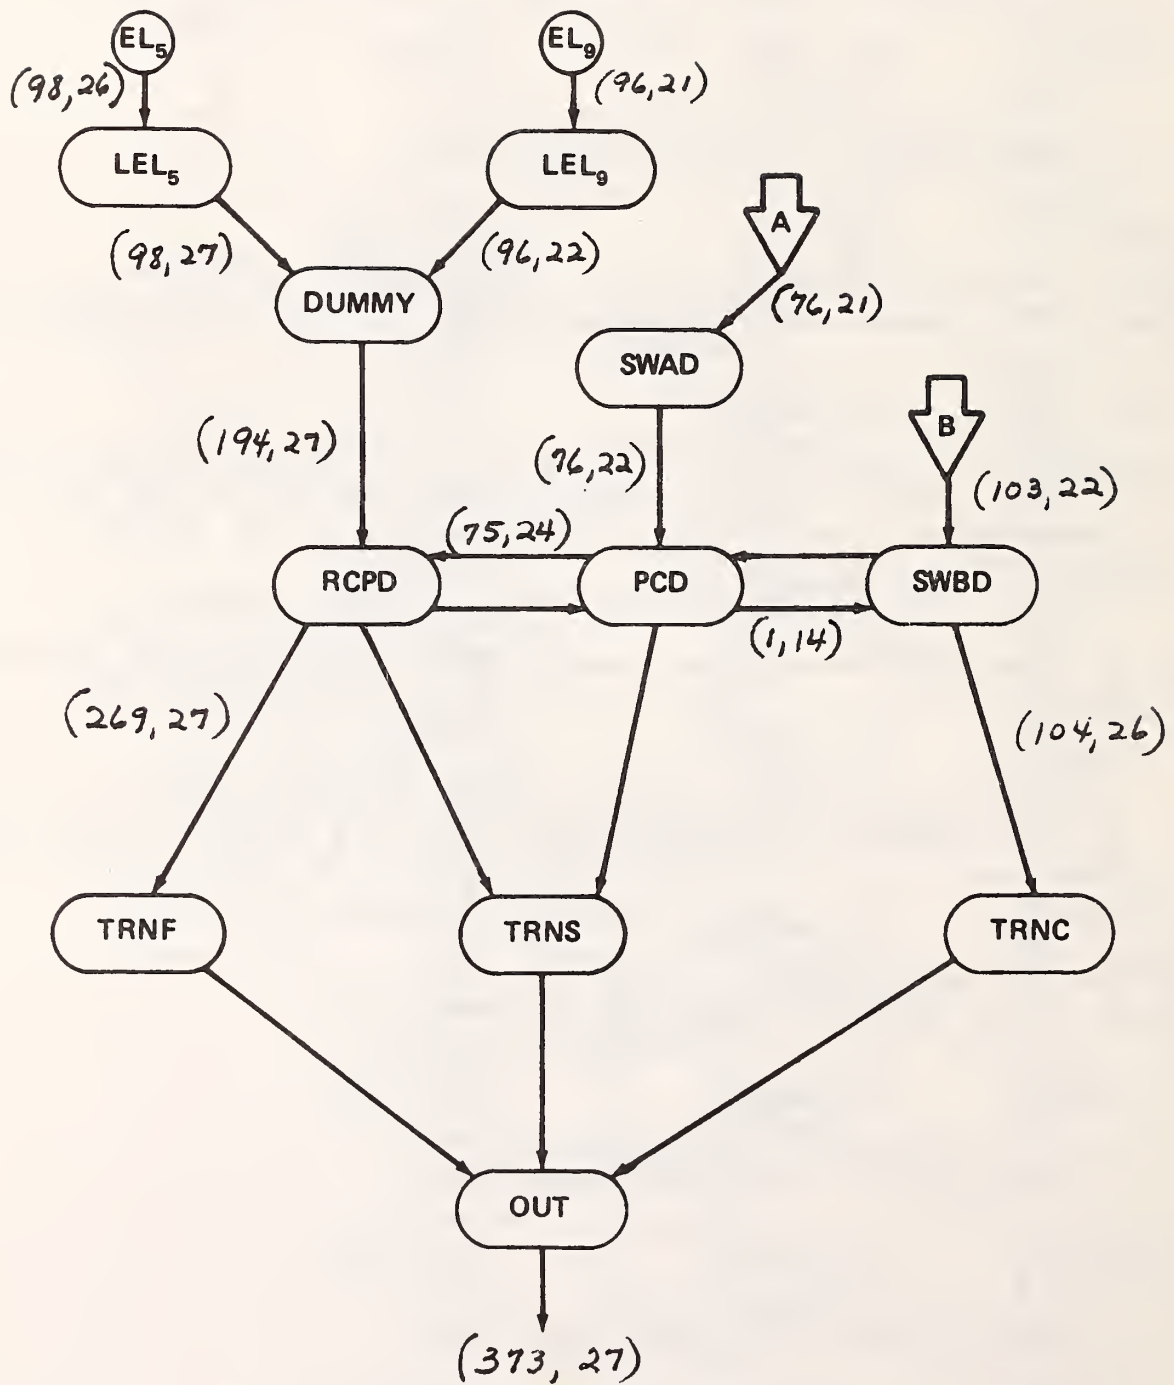 EL₅
EL₉
(98,26)
(96,21)
LEL₅
LEL₉
A
(98,27)
(96,22)
(76,21)
DUMMY
SWAD
B
(194,27)
(76,22)
(103,22)
(75,24)
RCPD
PCD
SWBD
(1,14)
(269,27)
(104,26)
TRNF
TRNS
TRNC
OUT
(373, 27)